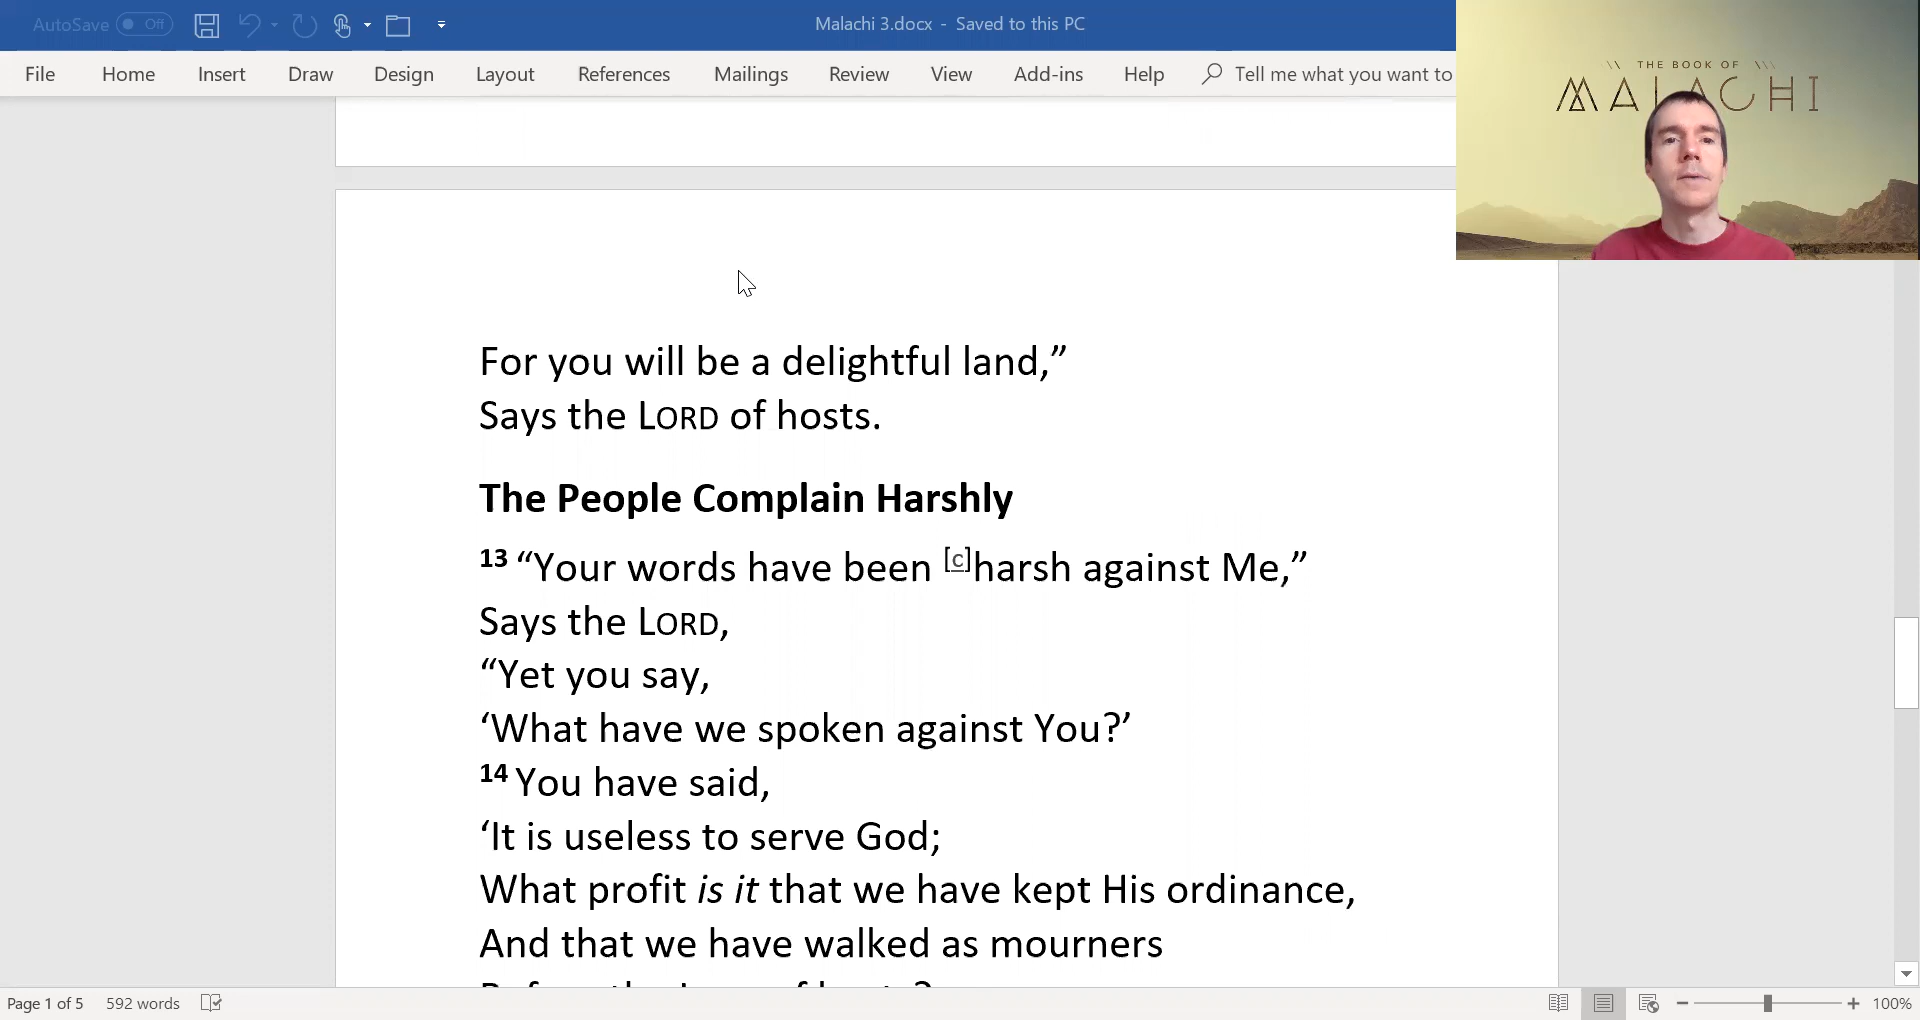 AutoSave Off
Malachi 3.docx - Saved to this PC
File Home Insert Draw Design Layout References Mailings Review View Add-ins Help Tell me what you want to
\\ THE BOOK OF \\\
MALACHI
For you will be a delightful land,”
Says the LORD of hosts.
The People Complain Harshly
13 “Your words have been [c]harsh against Me,”
Says the LORD,
“Yet you say,
‘What have we spoken against You?’
14 You have said,
‘It is useless to serve God;
What profit is it that we have kept His ordinance,
And that we have walked as mourners
Page 1 of 5 592 words
100%